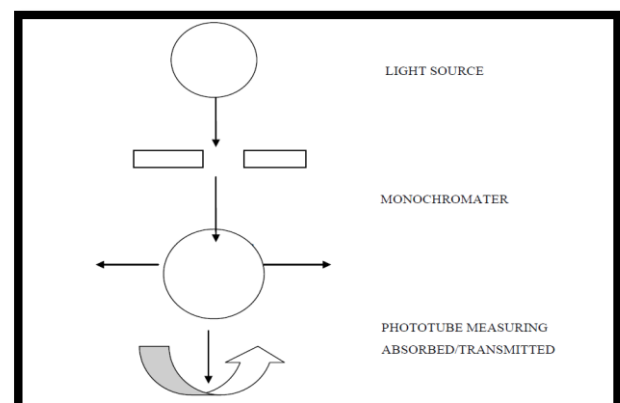 LIGHT SOURCE
MONOCHROMATER
PHOTOTUBE MEASURING
ABSORBED/TRANSMITTED